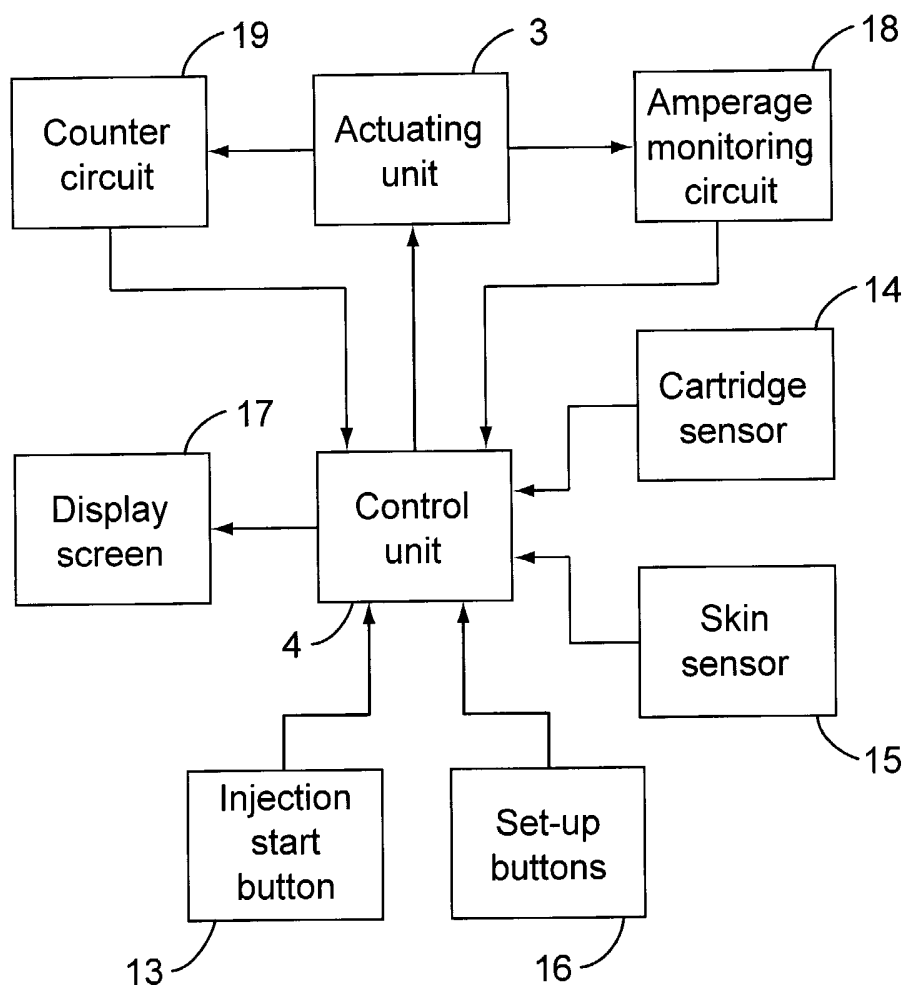 19
3
18
Counter
circuit
Actuating
unit
Amperage
monitoring
circuit
14
Cartridge
sensor
17
Display
screen
Control
unit
4
Skin
sensor
15
Injection
start
button
Set-up
buttons
13
16